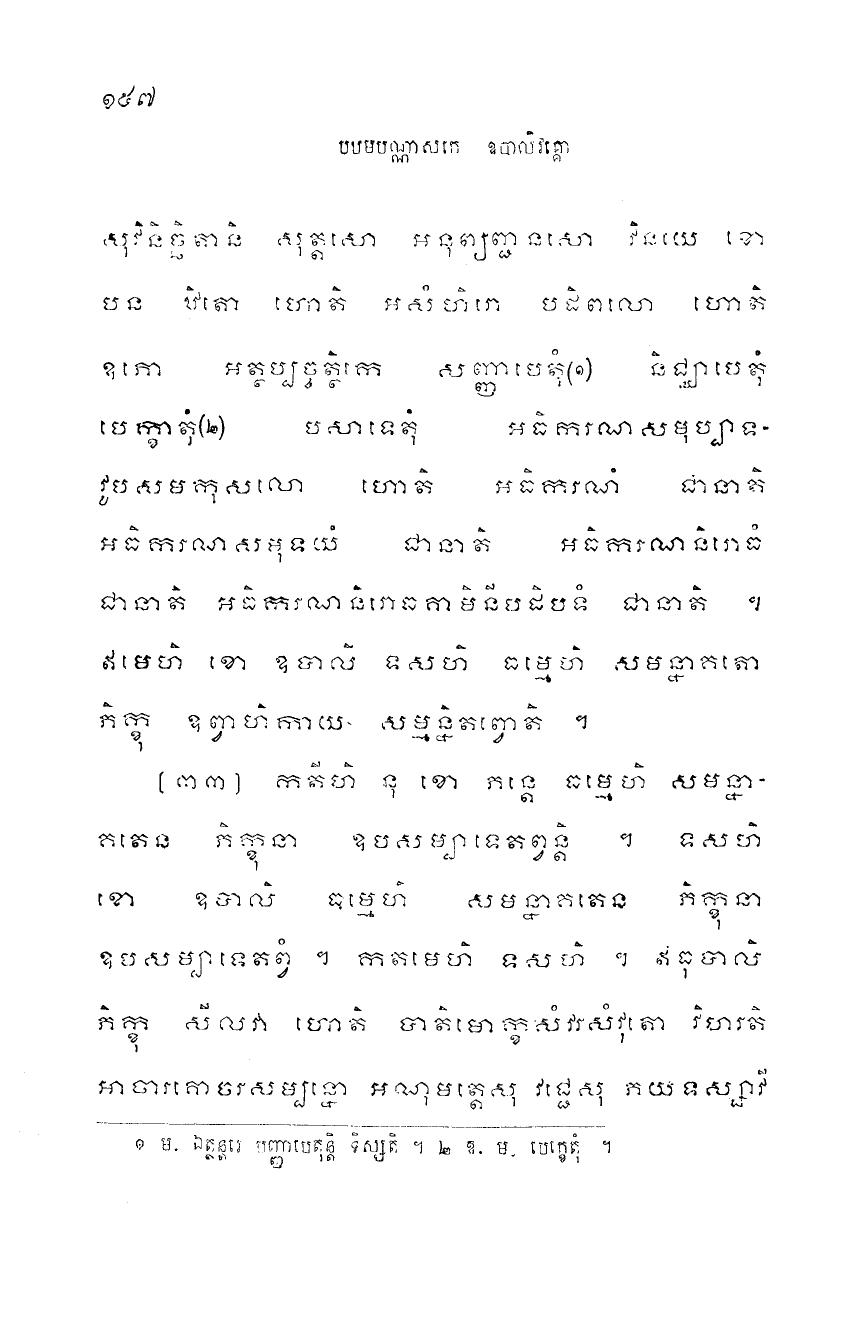 ១៥៧
បឋមបណ្ណាសកេ ឧបាលិវគ្គោ
សុវិនិច្ឆិតានិ សុត្តសោ អនុព្យញ្ជនសោ វិនយេ ខោ
បន ឋិតោ ហោតិ អសំហិរោ បដិពលោ ហោតិ
ឧភោ អត្ថប្បច្ចត្ថិកេ សញ្ញាបេតុំ(១) និជ្ឈាបេតុំ
បេក្ខាតុំ(២) បសាទេតុំ អធិករណសមុប្បាទ-
វូបសមកុសលោ ហោតិ អធិករណំ ជានាតិ
អធិករណសមុទយំ ជានាតិ អធិករណនិរោធំ
ជានាតិ អធិករណនិរោធគាមិនីបដិបទំ ជានាតិ ។
ឥមេហិ ខោ ឧបាលិ ទសហិ ធម្មេហិ សមន្នាគតោ
ភិក្ខុ ឧព្វាហិកាយ សម្មន្និតព្វោតិ ។
[៣៣] កតីហិ នុ ខោ ភន្តេ ធម្មេហិ សមន្នា-
គតេន ភិក្ខុនា ឧបសម្បាទេតព្វន្តិ ។ ទសហិ
ខោ ឧបាលិ ធម្មេហិ សមន្នាគតេន ភិក្ខុនា
ឧបសម្បាទេតព្វំ ។ កតមេហិ ទសហិ ។ ឥធុបាលិ
ភិក្ខុ សីលវា ហោតិ បាតិមោក្ខសំវរសំវុតោ វិហរតិ
អាចារគោចរសម្បន្នោ អណុមត្តេសុ វជ្ជេសុ ភយទស្សាវី
១ ម. ឯត្ថន្តរេ បញ្ញាបេតុន្តិ ទិស្សតិ ។ ២ ឱ. ម. បេក្ខេតុំ ។